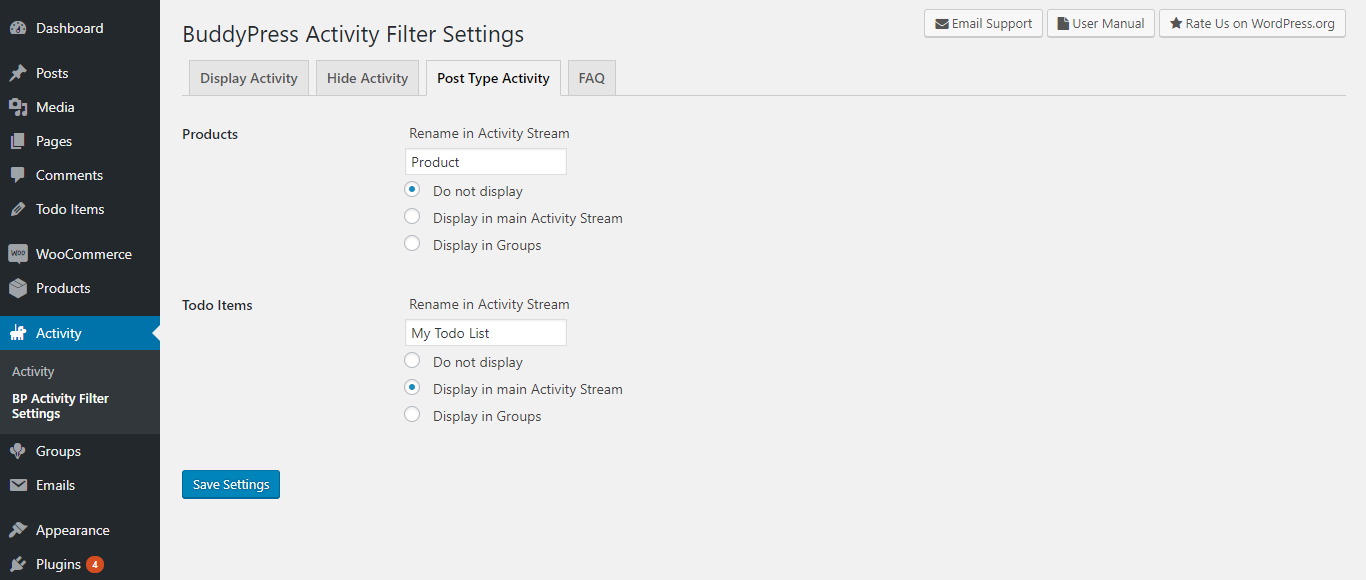 Dashboard
Posts
Media
Pages
Comments
Todo Items
WOO WooCommerce
Products
Activity
Activity
BP Activity Filter
Settings
Groups
Emails
Appearance
Plugins 4
BuddyPress Activity Filter Settings
Email Support User Manual Rate Us on WordPress.org
Display Activity Hide Activity Post Type Activity FAQ
Products Rename in Activity Stream
Product
Do not display
Display in main Activity Stream
Display in Groups
Todo Items Rename in Activity Stream
My Todo List
Do not display
Display in main Activity Stream
Display in Groups
Save Settings